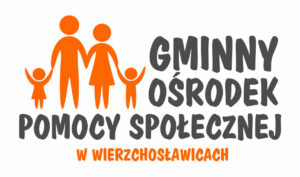 GMINNY
OŚRODEK
POMOCY SPOŁECZNEJ
W WIERZCHOSŁAWICACH